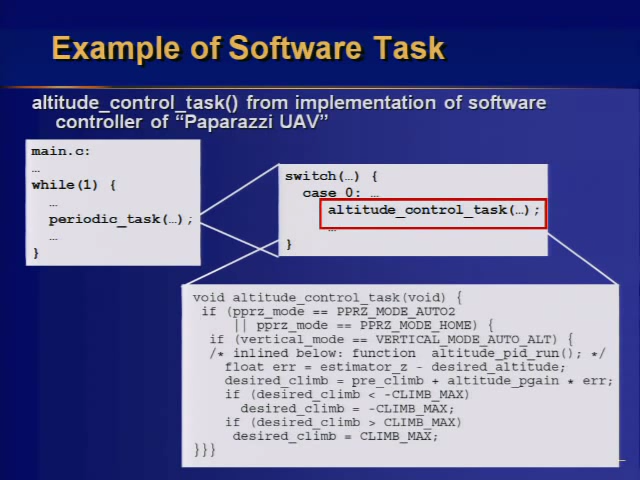 Example of Software Task
altitude_control_task() from implementation of software
controller of “Paparazzi UAV”
main.c:
…
while(1) {
…
periodic_task(…);
…
}
switch(…) {
case 0: …
altitude_control_task(…);
…
}
void altitude_control_task(void) {
if (pprz_mode == PPRZ_MODE_AUTO2
|| pprz_mode == PPRZ_MODE_HOME) {
if (vertical_mode == VERTICAL_MODE_AUTO_ALT) {
/* inlined below: function altitude_pid_run(); */
float err = estimator_z - desired_altitude;
desired_climb = pre_climb + altitude_pgain * err;
if (desired_climb < -CLIMB_MAX)
desired_climb = -CLIMB_MAX;
if (desired_climb > CLIMB_MAX)
desired_climb = CLIMB_MAX;
}}}